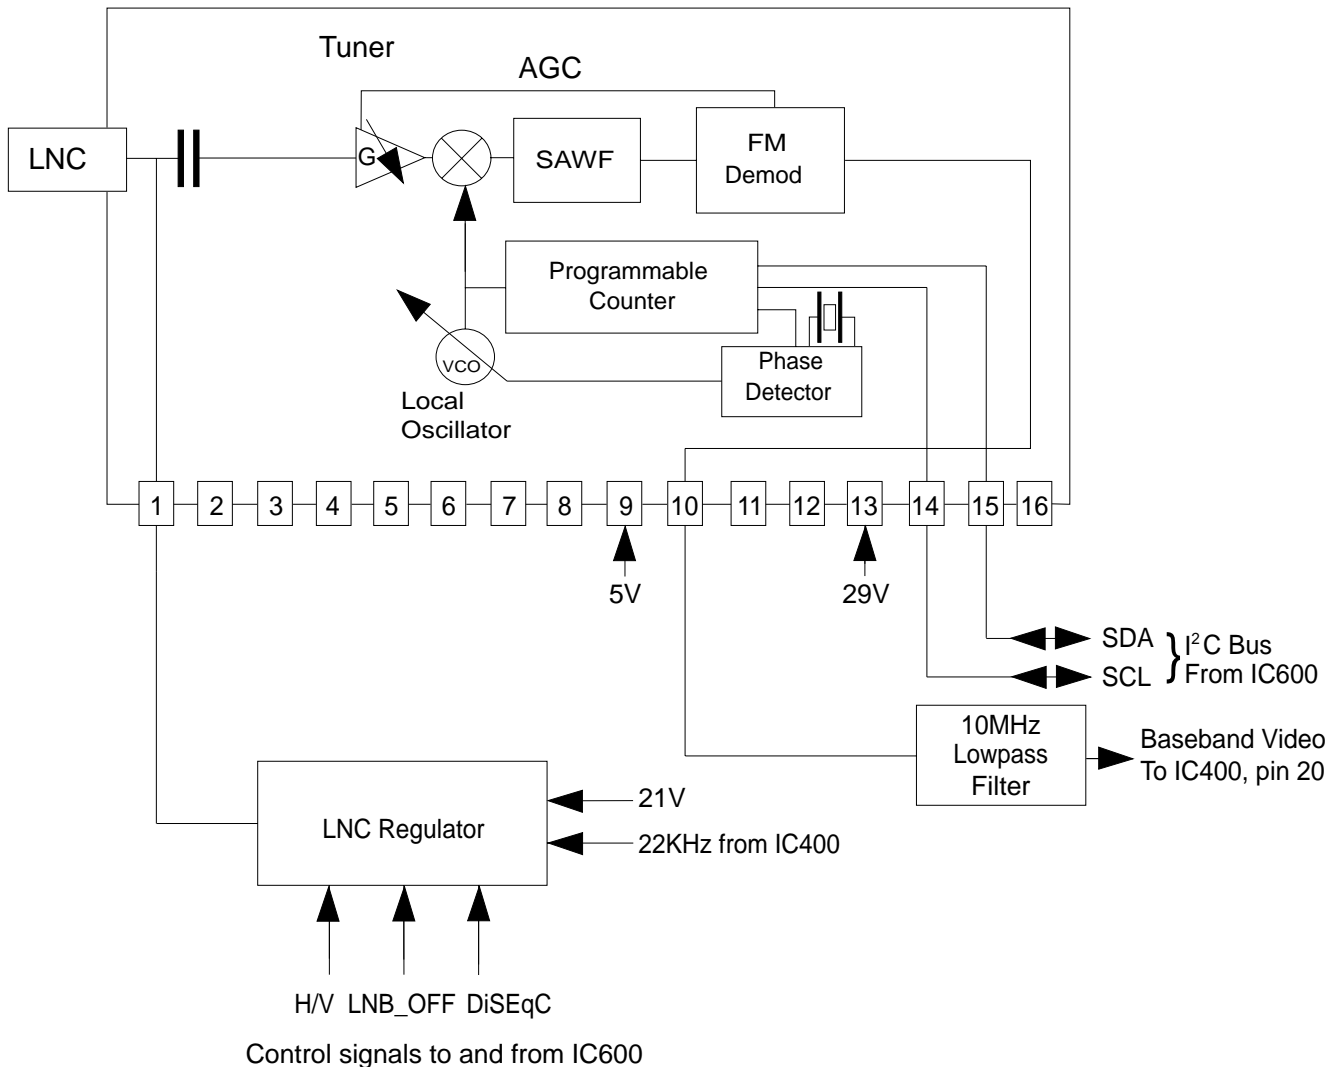 Tuner
AGC
LNC
G
SAWF
FM
Demod
Programmable
Counter
VCO
Phase
Detector
Local
Oscillator
1 2 3 4 5 6 7 8 9 10 11 12 13 14 15 16
5V
29V
SDA
SCL
} I²C Bus
From IC600
10MHz
Lowpass
Filter
Baseband Video
To IC400, pin 20
LNC Regulator
21V
22KHz from IC400
H/V LNB_OFF DiSEqC
Control signals to and from IC600